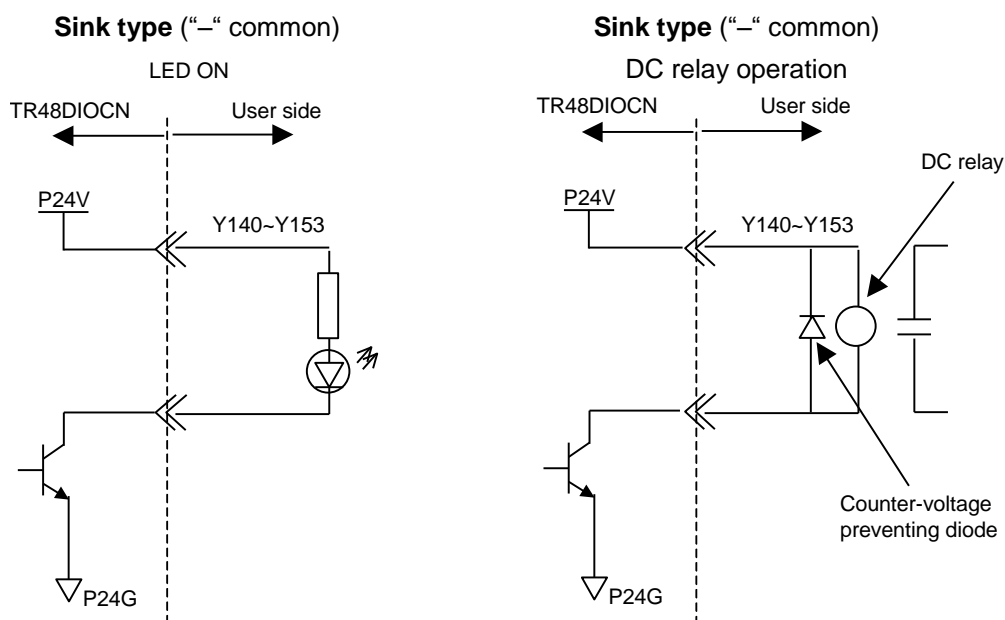 Sink type (“–“ common)
LED ON
TR48DIOCN
User side
P24V
Y140~Y153
P24G
Sink type (“–“ common)
DC relay operation
TR48DIOCN
User side
DC relay
P24V
Y140~Y153
Counter-voltage
preventing diode
P24G